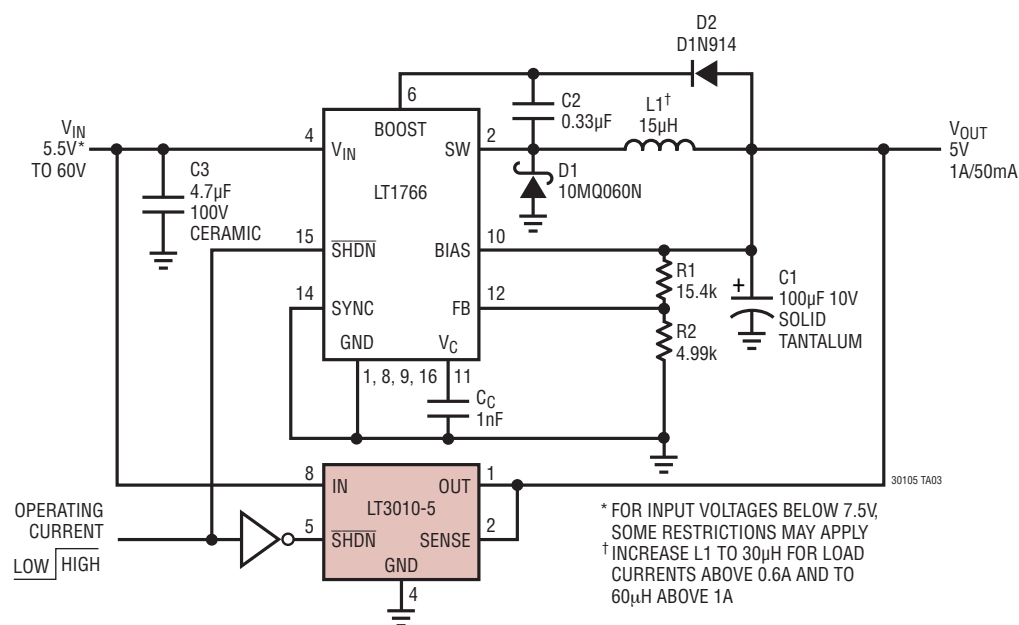 D2
D1N914
6
BOOST
C2
0.33µF
L1†
15µH
VIN
5.5V*
TO 60V
4
VIN
SW
2
VOUT
5V
1A/50mA
C3
4.7µF
100V
CERAMIC
LT1766
D1
10MQ060N
15
SHDN
BIAS
10
14
SYNC
FB
12
R1
15.4k
R2
4.99k
+
C1
100µF 10V
SOLID
TANTALUM
GND
VC
1, 8, 9, 16
11
CC
1nF
8
IN
OUT
1
LT3010-5
5
SHDN
SENSE
2
GND
4
OPERATING
CURRENT
LOW
HIGH
30105 TA03
* FOR INPUT VOLTAGES BELOW 7.5V,
SOME RESTRICTIONS MAY APPLY
† INCREASE L1 TO 30µH FOR LOAD
CURRENTS ABOVE 0.6A AND TO
60µH ABOVE 1A